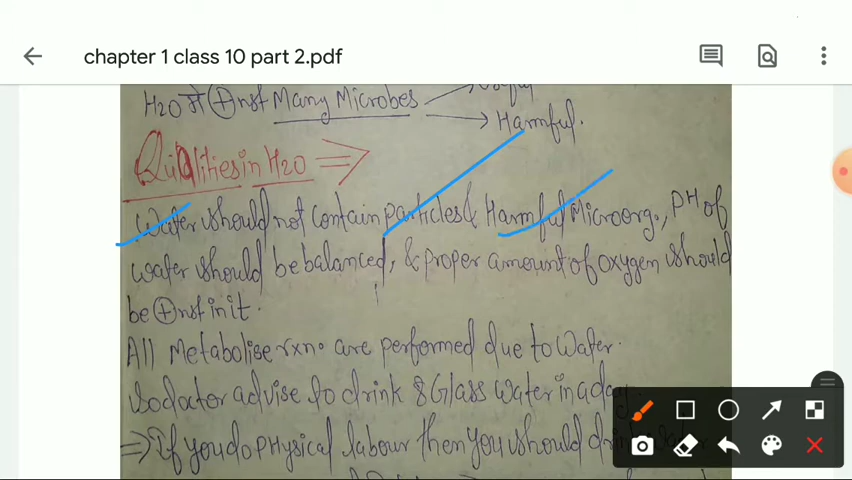 chapter 1 class 10 part 2.pdf
H2O में ⊕nst Many Microbes
Harmful.
Qualities in H2O ⇒
Water should not contain particles & Harmful Microorg., PH of
water should be balanced, & proper amount of oxygen should
be ⊕nst in it.
All Metabolise rxn. are performed due to Water.
so doctor advise to drink 8 Glass Water in a day
⇒ If you do PHysical labour then you should